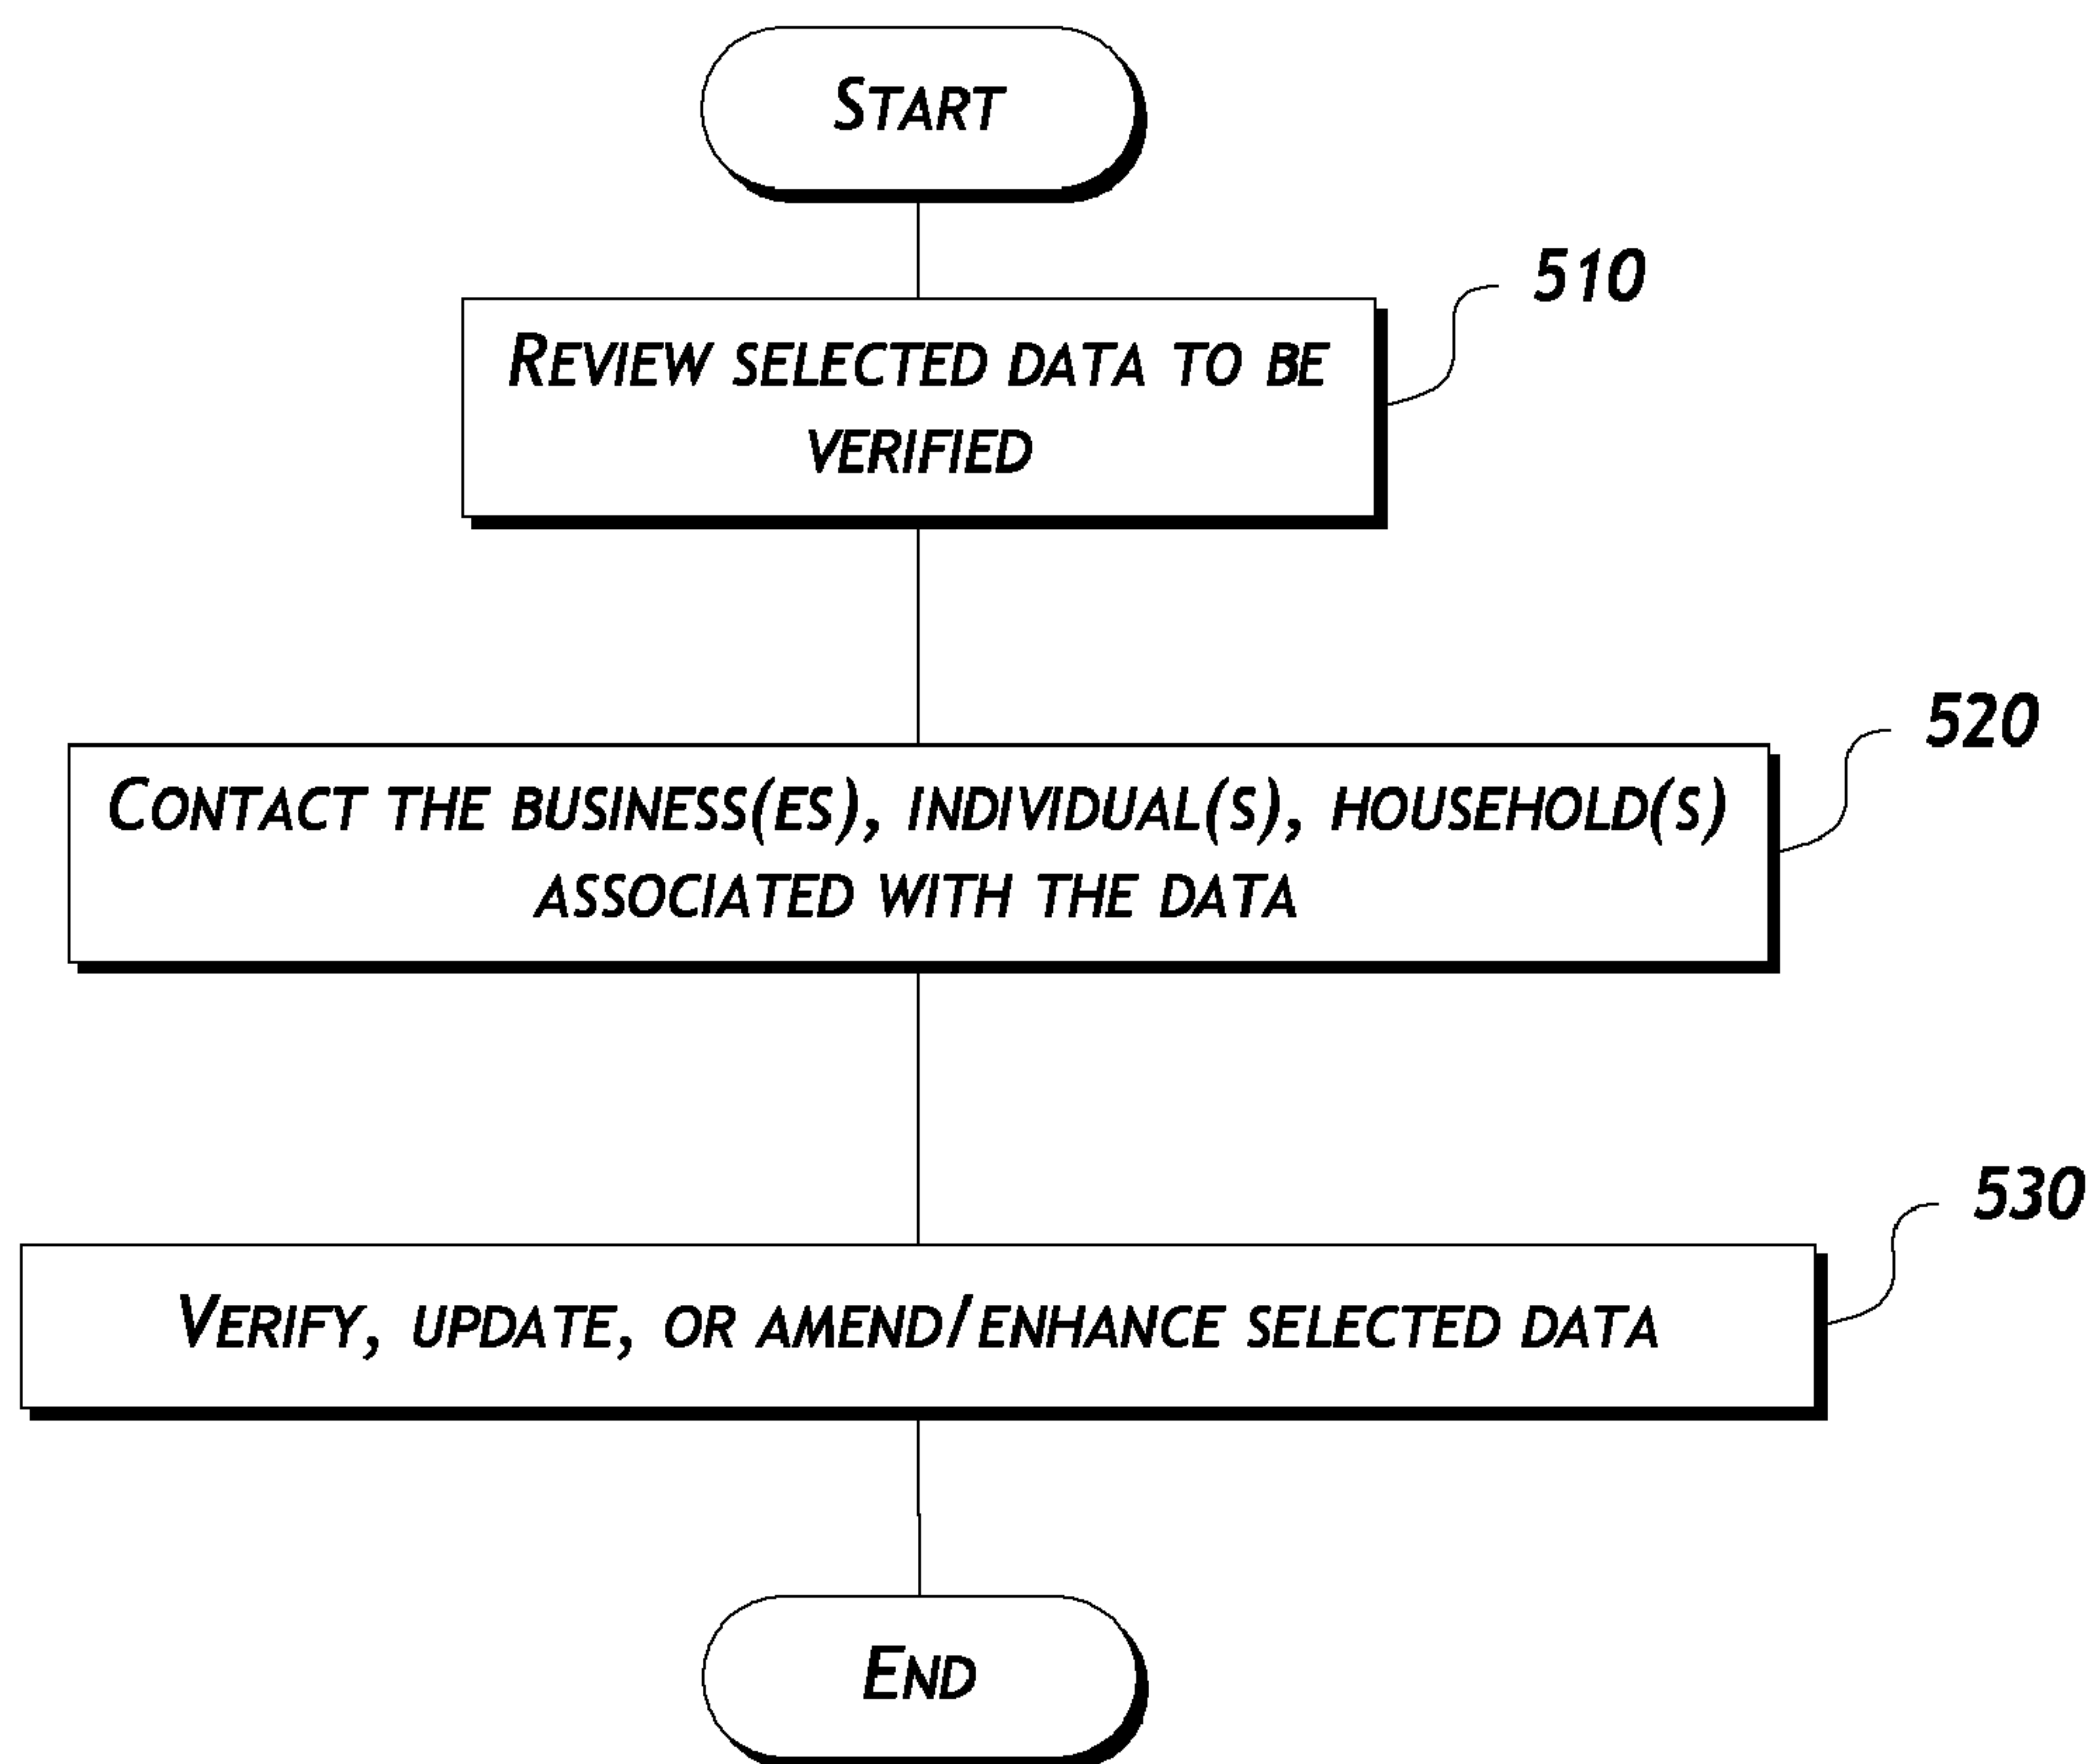 START
510
REVIEW SELECTED DATA TO BE
VERIFIED
520
CONTACT THE BUSINESS(ES), INDIVIDUAL(S), HOUSEHOLD(S)
ASSOCIATED WITH THE DATA
530
VERIFY, UPDATE, OR AMEND/ENHANCE SELECTED DATA
END